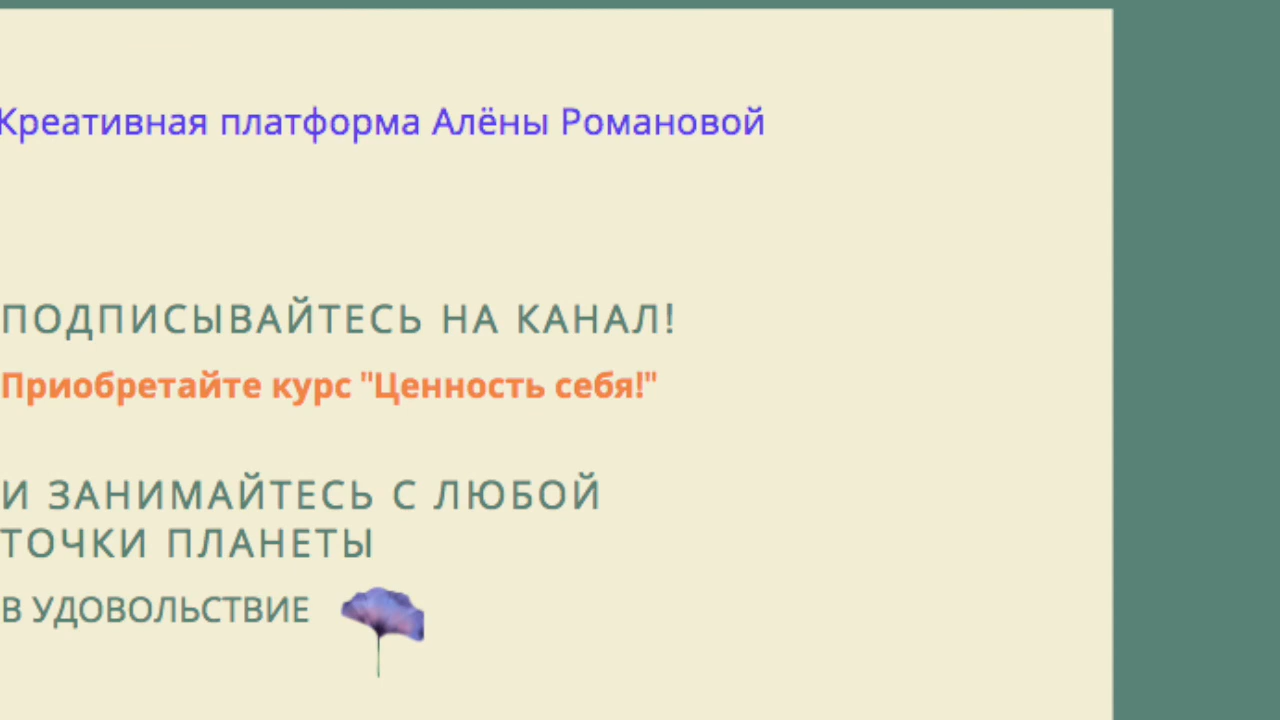 Креативная платформа Алёны Романовой
ПОДПИСЫВАЙТЕСЬ НА КАНАЛ!
Приобретайте курс "Ценность себя!"
И ЗАНИМАЙТЕСЬ С ЛЮБОЙ
ТОЧКИ ПЛАНЕТЫ
В УДОВОЛЬСТВИЕ